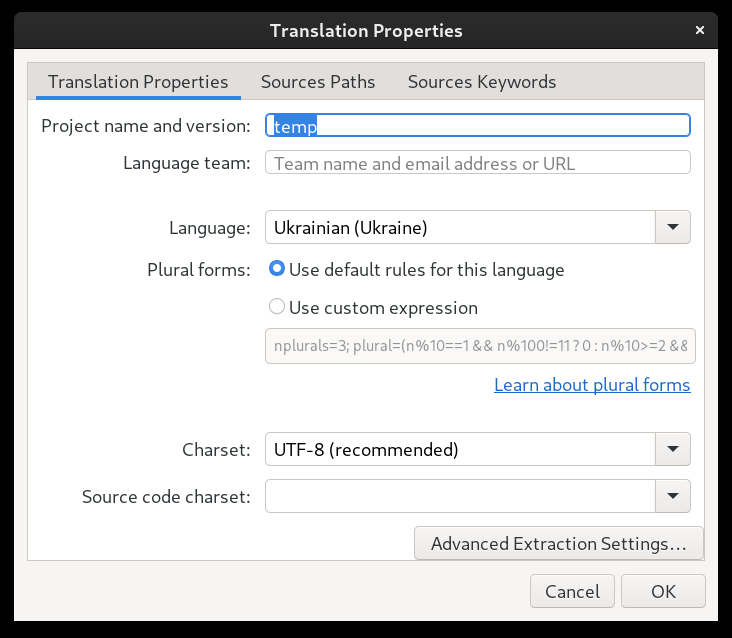 Translation Properties
Translation Properties Sources Paths Sources Keywords
Project name and version: temp
Language team: Team name and email address or URL
Language: Ukrainian (Ukraine)
Plural forms: Use default rules for this language
Use custom expression
nplurals=3; plural=(n%10==1 && n%100!=11 ? 0 : n%10>=2 &&
Learn about plural forms
Charset: UTF-8 (recommended)
Source code charset:
Advanced Extraction Settings...
Cancel OK